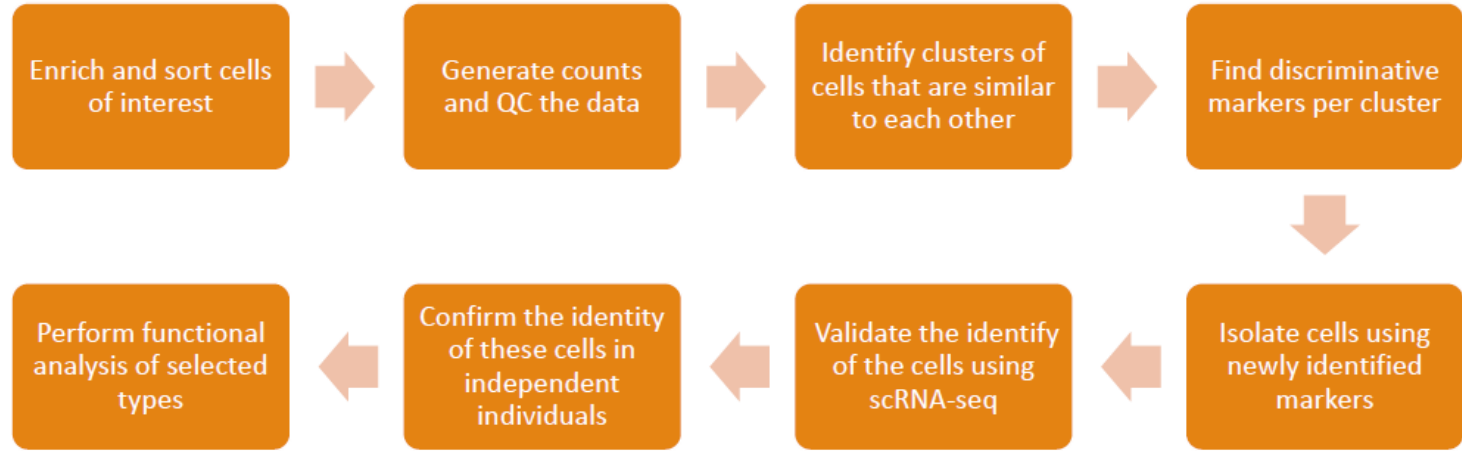 Enrich and sort cells
of interest
Generate counts
and QC the data
Identify clusters of
cells that are similar
to each other
Find discriminative
markers per cluster
Isolate cells using
newly identified
markers
Validate the identify
of the cells using
scRNA-seq
Confirm the identity
of these cells in
independent
individuals
Perform functional
analysis of selected
types